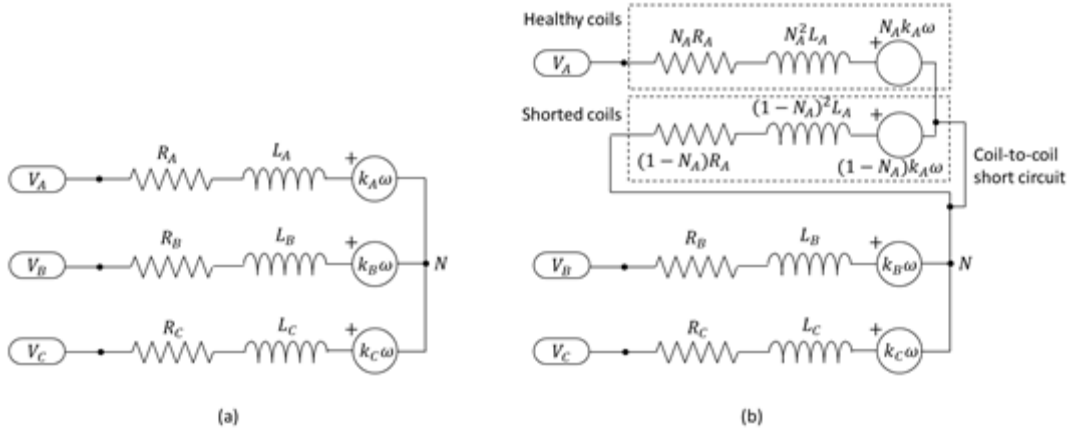 Healthy coils
N_A R_A
N_A^2 L_A
+
N_A k_A ω
V_A
Shorted coils
(1 − N_A)^2 L_A
+
(1 − N_A)R_A
(1 − N_A)k_A ω
Coil-to-coil
short circuit
V_A
R_A
L_A
+
k_A ω
V_B
R_B
L_B
+
k_B ω
N
V_C
R_C
L_C
+
k_C ω
V_B
R_B
L_B
+
k_B ω
N
V_C
R_C
L_C
+
k_C ω
(a)
(b)